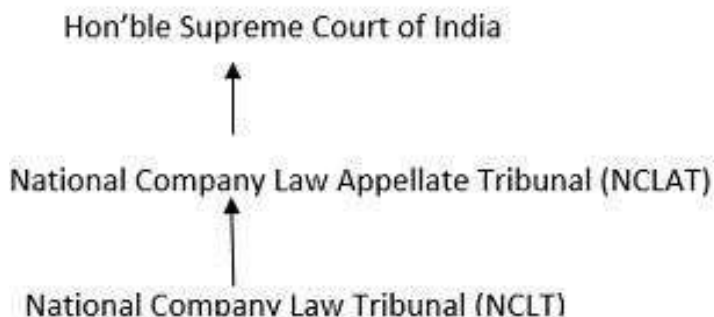 Hon'ble Supreme Court of India
National Company Law Appellate Tribunal (NCLAT)
National Company Law Tribunal (NCLT)